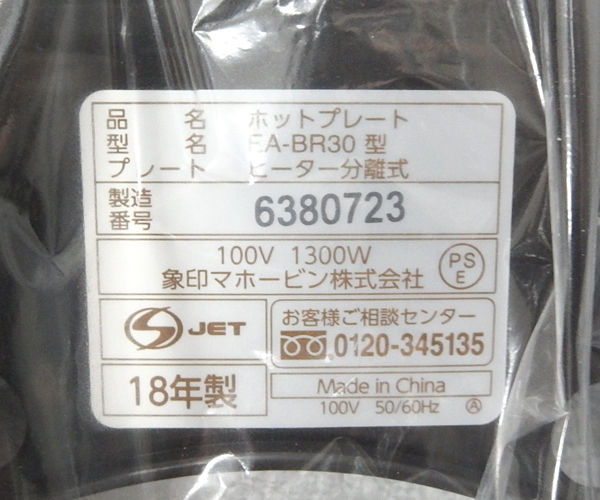 品名 ホットプレート
型名 EA-BR30 型
プレート ヒーター分離式
製造番号 6380723
100V 1300W
象印マホービン株式会社
PS
E
S JET
お客様ご相談センター
0120-345135
18年製
Made in China
100V 50/60Hz A